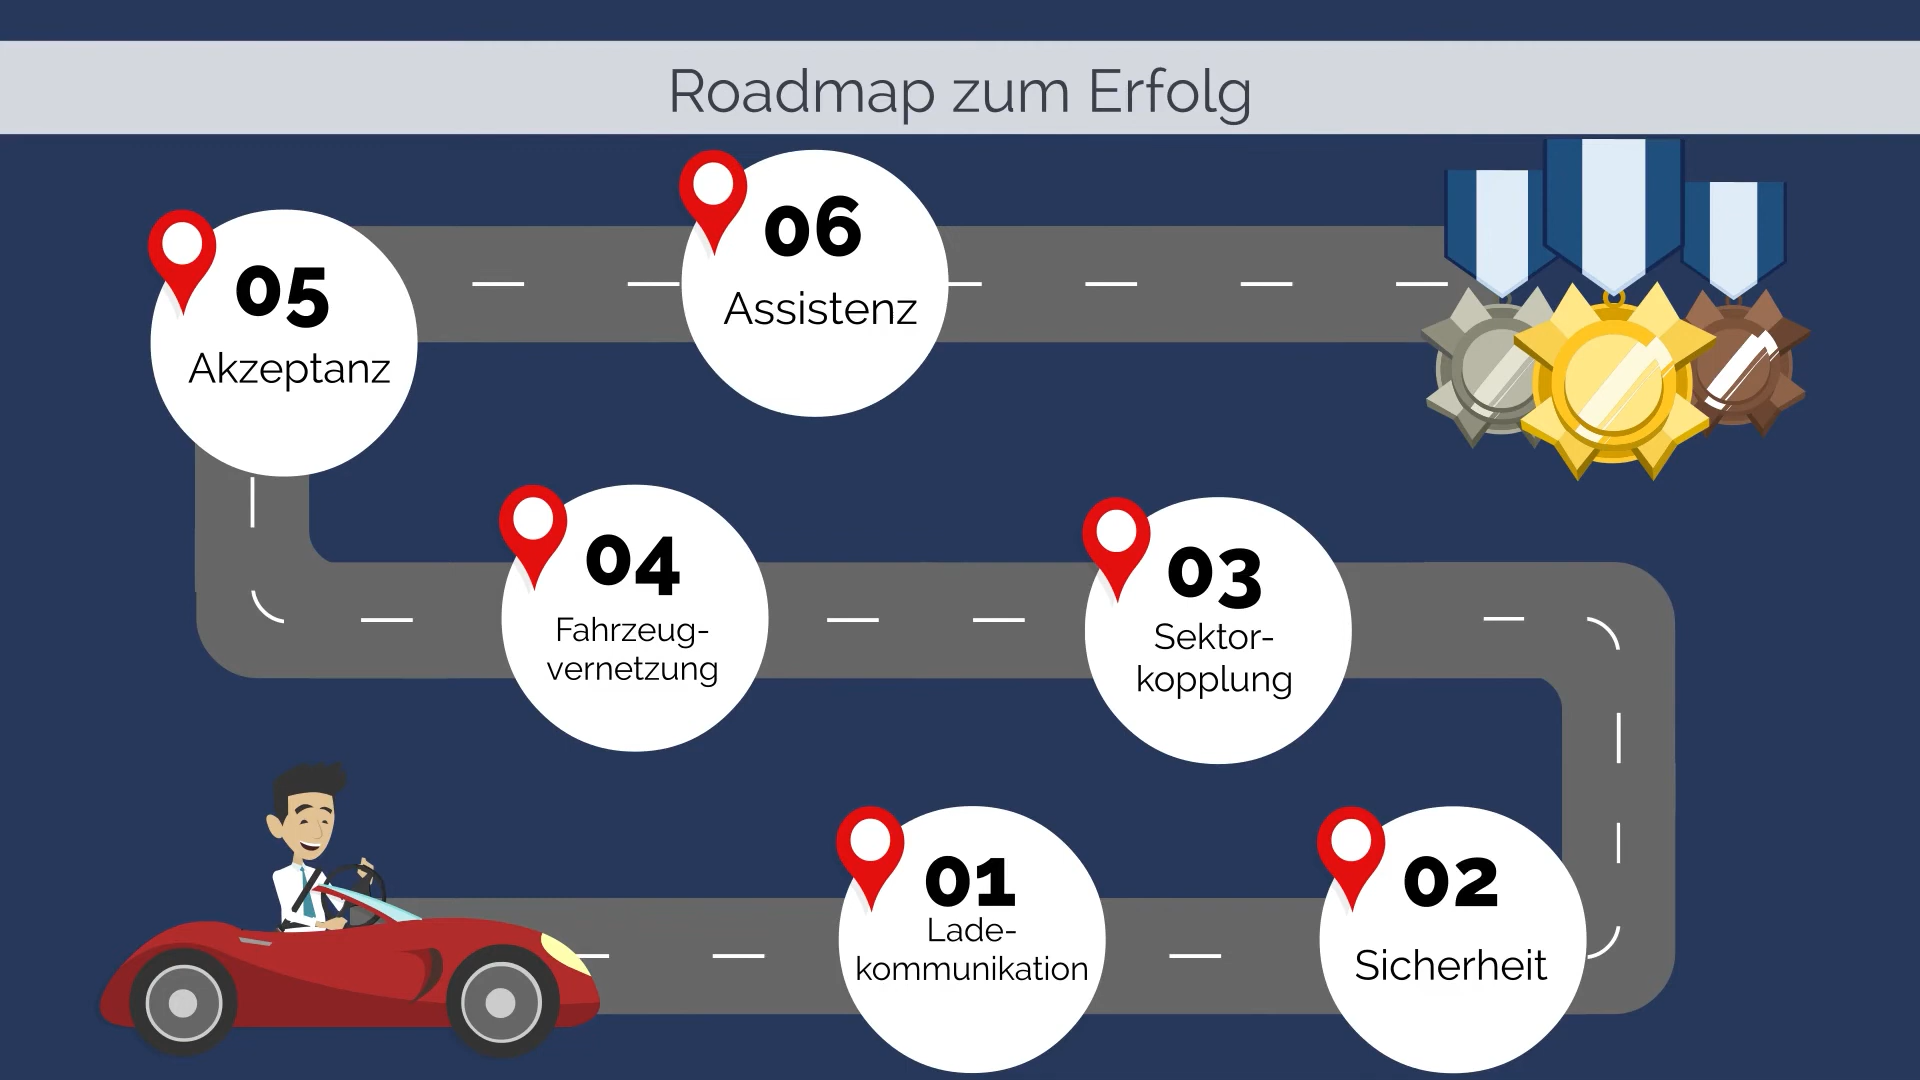 Roadmap zum Erfolg
06
Assistenz
05
Akzeptanz
04
Fahrzeug-
vernetzung
03
Sektor-
kopplung
01
Lade-
kommunikation
02
Sicherheit